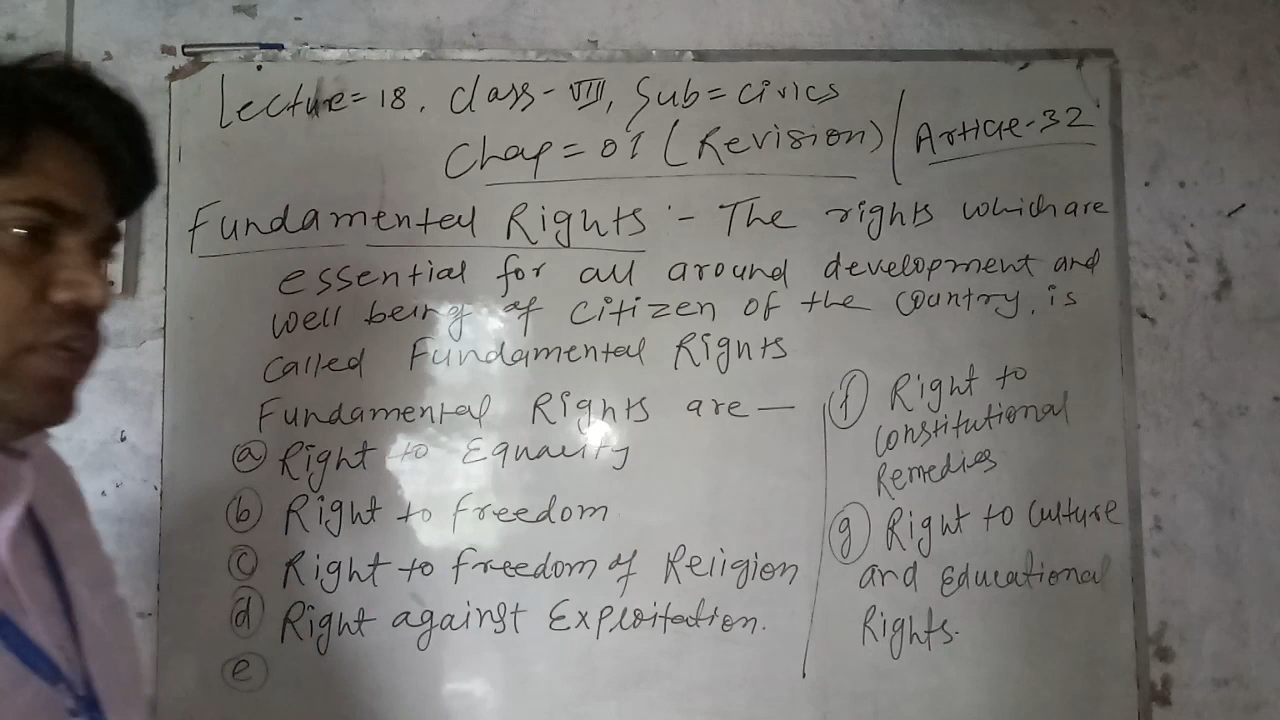 Lecture=18, Class-VIII, Sub=Civics
Chap=01 (Revision) / Article-32
Fundamental Rights :- The rights which are
essential for all around development and
well being of citizen of the country, is
called Fundamental Rights
Fundamental Rights are —
(a) Right to Equality
(b) Right to freedom
(c) Right to freedom of Religion
(d) Right against Exploitation.
(e)
(f) Right to
constitutional
Remedies
(g) Right to culture
and Educational
Rights.